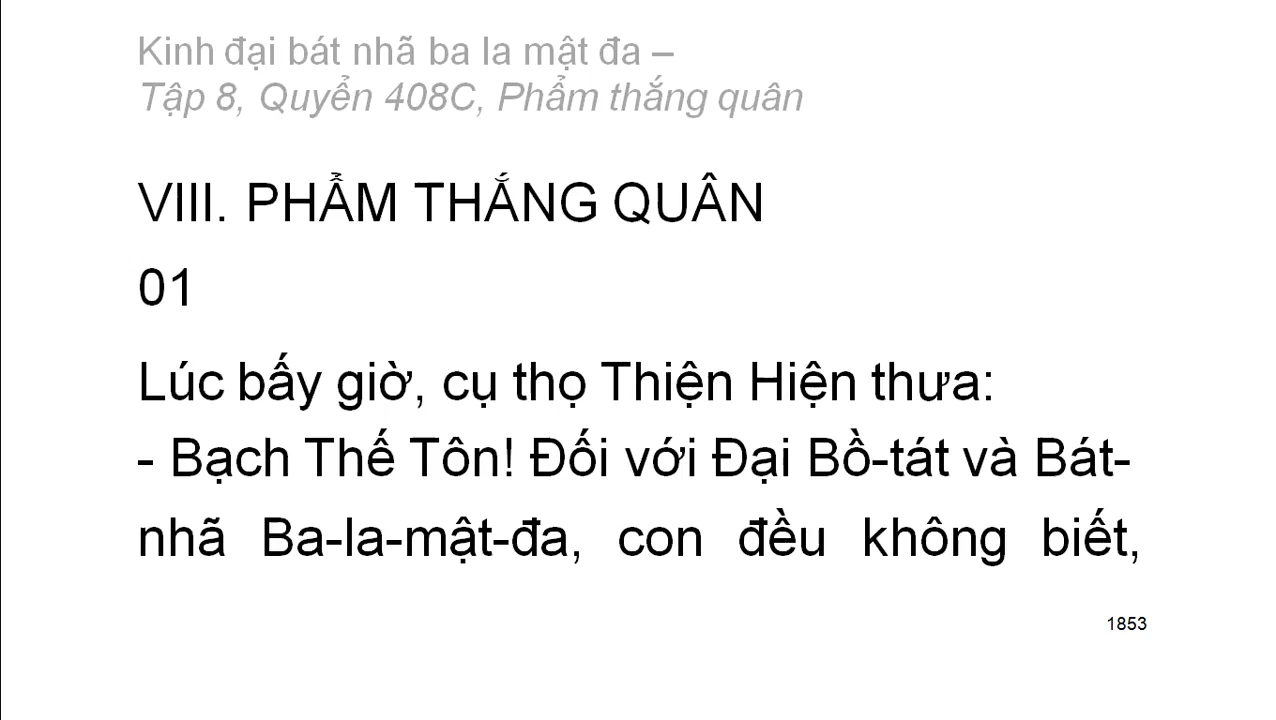 Kinh đại bát nhã ba la mật đa –
Tập 8, Quyển 408C, Phẩm thắng quân
VIII. PHẨM THẮNG QUÂN
01
Lúc bấy giờ, cụ thọ Thiện Hiện thưa:
- Bạch Thế Tôn! Đối với Đại Bồ-tát và Bát-
nhã Ba-la-mật-đa, con đều không biết,
1853